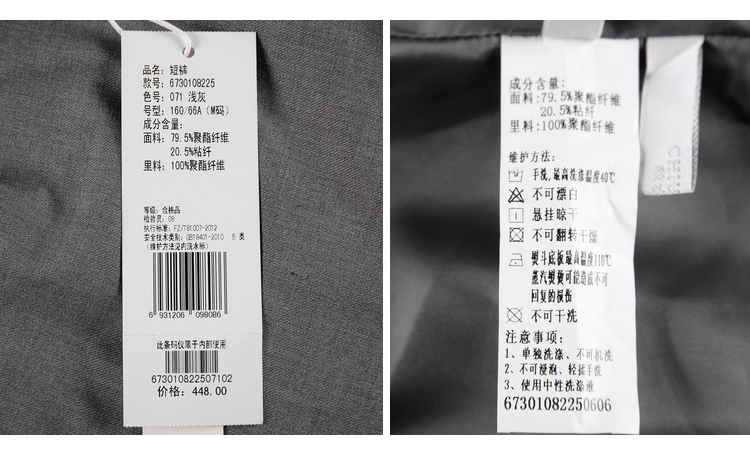 品名: 短裤
款号: 6730108225
色号: 071 浅灰
号型: 160/66A (M码)
成分含量:
面料: 79.5%聚酯纤维
20.5%粘纤
里料: 100%聚酯纤维
等级: 合格品
检验员: 08
执行标准: FZ/T81007-2012
安全技术类别: GB18401-2010 B 类
(维护方法见内洗水标)
6 931206 098086
此条码仅限于内部使用
673010822507102
价格: 448.00
成分含量:
面料:79.5%聚酯纤维
20.5%粘纤
里料:100%聚酯纤维
维护方法:
手洗,最高洗涤温度40℃
不可漂白
悬挂晾干
不可翻转干燥
熨斗底板最高温度110℃
蒸汽熨烫可能造成不可
回复的损伤
不可干洗
注意事项:
1、单独洗涤、不可机洗
2、不可浸泡、轻揉手洗
3、使用中性洗涤液
67301082250606